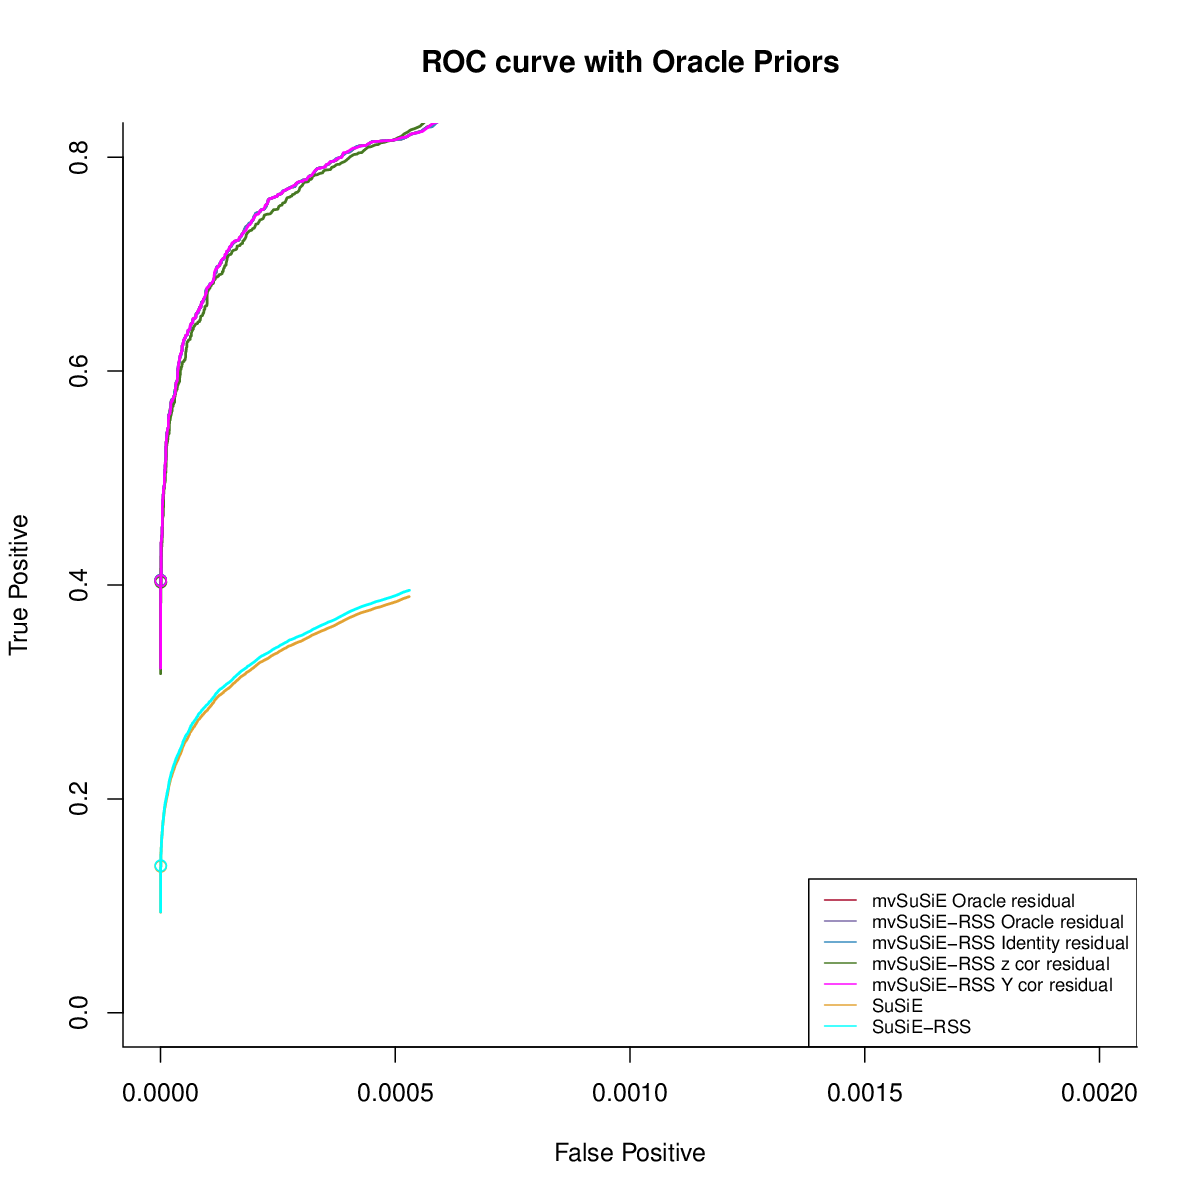 ROC curve with Oracle Priors
0.8
0.6
0.4
0.2
0.0
True Positive
mvSuSiE Oracle residual
mvSuSiE−RSS Oracle residual
mvSuSiE−RSS Identity residual
mvSuSiE−RSS z cor residual
mvSuSiE−RSS Y cor residual
SuSiE
SuSiE−RSS
0.0000 0.0005 0.0010 0.0015 0.0020
False Positive